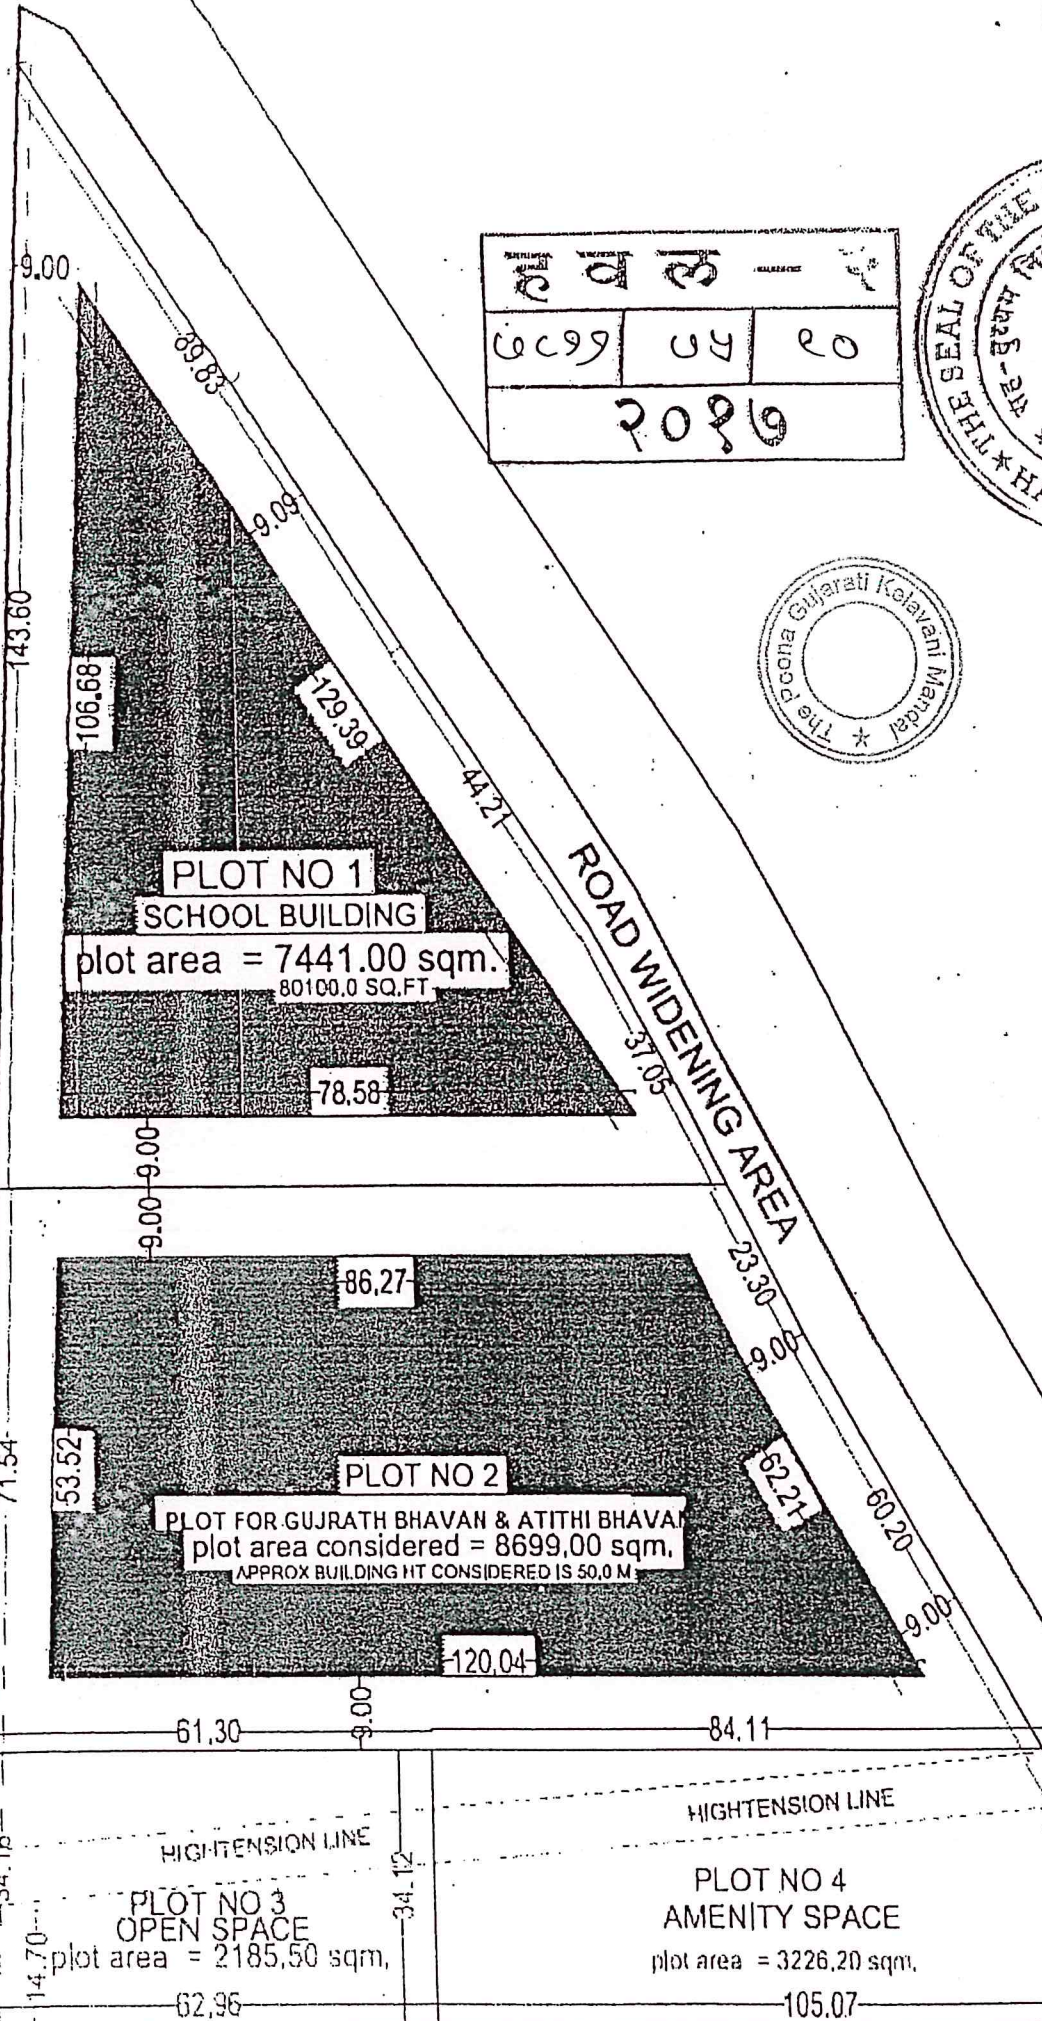 9.00
89.83
9.09
143.60
106.68
129.39
44.21
PLOT NO 1
SCHOOL BUILDING
plot area = 7441.00 sqm.
80100.0 SQ.FT
78,58
37.05
ROAD WIDENING AREA
9.00
9.00
86,27
23.30
9.00
71.54
53.52
62.21
60.20
PLOT NO 2
PLOT FOR GUJRATH BHAVAN & ATITHI BHAVAN
plot area considered = 8699,00 sqm.
APPROX BUILDING HT CONSIDERED IS 50,0 M
9.00
120,04
9.00
61,30
84.11
HIGHTENSION LINE
HIGHTENSION LINE
34.12
14.70
PLOT NO 3
OPEN SPACE
plot area = 2185,50 sqm,
62,96
PLOT NO 4
AMENITY SPACE
plot area = 3226,20 sqm,
105.07
२०१७
THE SEAL OF THE
The Poona Gujarati Kelavani Mandal